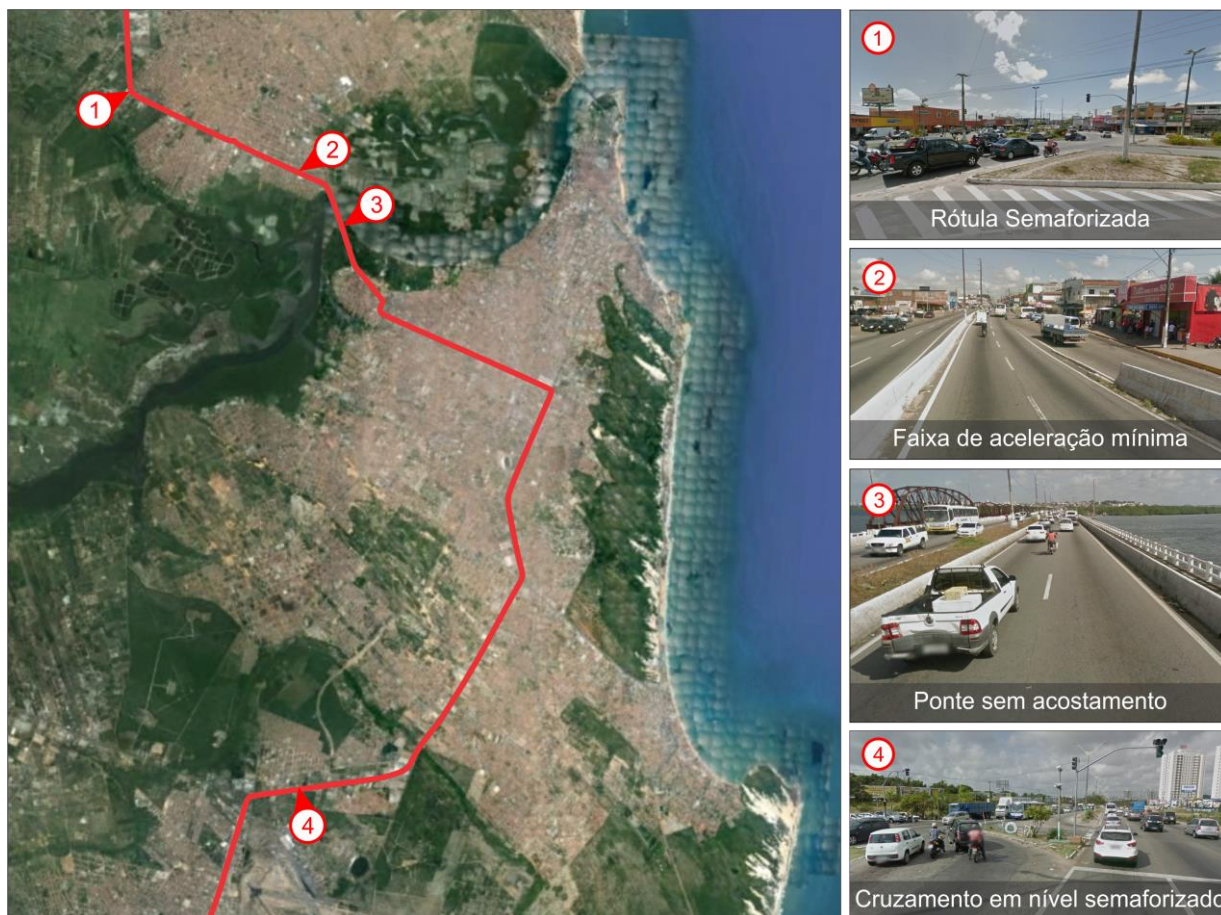 1
2
3
4
1
Rótula Semaforizada
2
Faixa de aceleração mínima
3
Ponte sem acostamento
4
Cruzamento em nível semaforizado